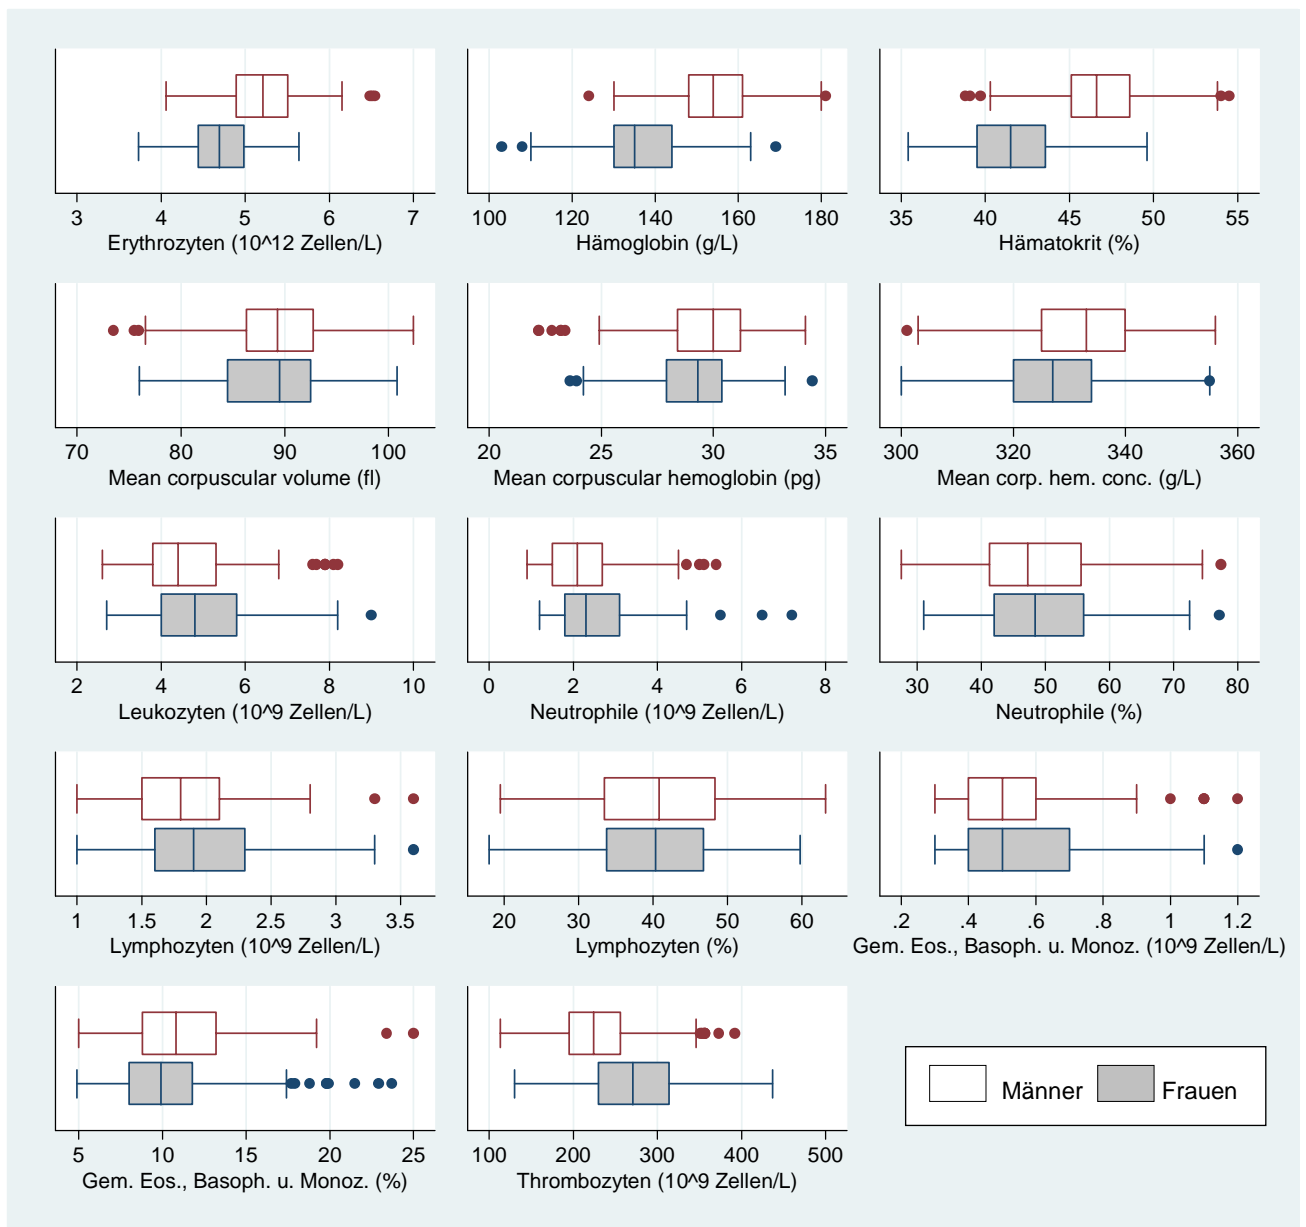 3 4 5 6 7
Erythrozyten (10^12 Zellen/L)
100 120 140 160 180
Hämoglobin (g/L)
35 40 45 50 55
Hämatokrit (%)
70 80 90 100
Mean corpuscular volume (fl)
20 25 30 35
Mean corpuscular hemoglobin (pg)
300 320 340 360
Mean corp. hem. conc. (g/L)
2 4 6 8 10
Leukozyten (10^9 Zellen/L)
0 2 4 6 8
Neutrophile (10^9 Zellen/L)
30 40 50 60 70 80
Neutrophile (%)
1 1.5 2 2.5 3 3.5
Lymphozyten (10^9 Zellen/L)
20 30 40 50 60
Lymphozyten (%)
.2 .4 .6 .8 1 1.2
Gem. Eos., Basoph. u. Monoz. (10^9 Zellen/L)
5 10 15 20 25
Gem. Eos., Basoph. u. Monoz. (%)
100 200 300 400 500
Thrombozyten (10^9 Zellen/L)
Männer Frauen